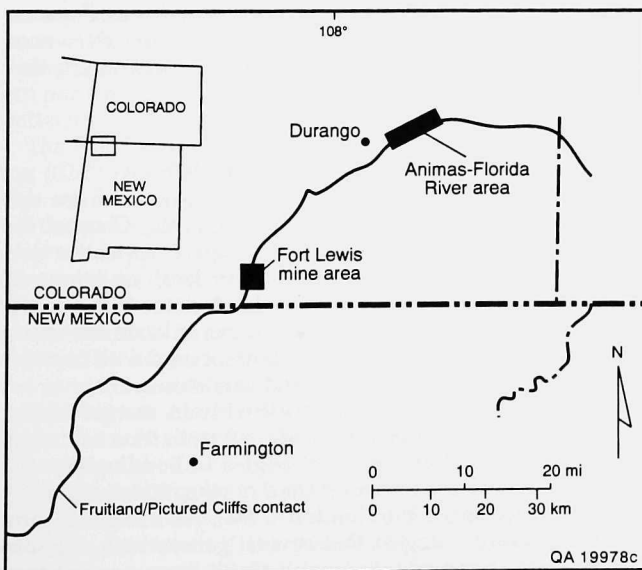 108°
COLORADO
NEW
MEXICO
Durango
Animas-Florida
River area
Fort Lewis
mine area
COLORADO
NEW MEXICO
N
Farmington
0 10 20 mi
0 10 20 30 km
Fruitland/Pictured Cliffs contact
QA 19978c